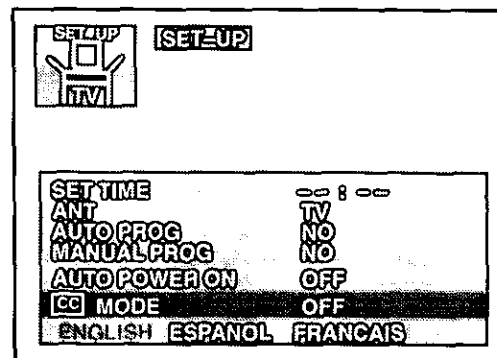 SET-UP
TV
SET-UP
SET TIME -- : --
ANT TV
AUTO PROG NO
MANUAL PROG NO
AUTO POWER ON OFF
CC MODE OFF
ENGLISH ESPANOL FRANCAIS